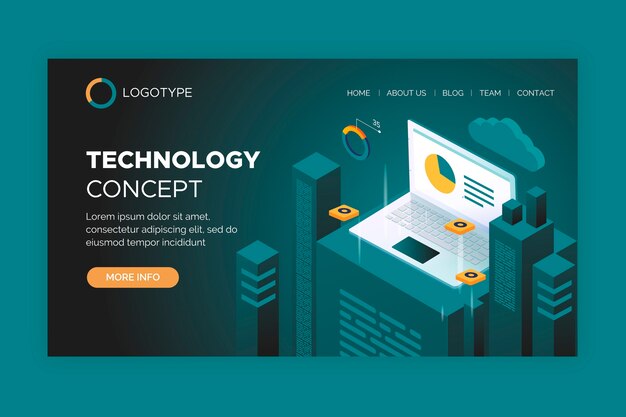 LOGOTYPE
HOME
ABOUT US
BLOG
TEAM
CONTACT
35
TECHNOLOGY
CONCEPT
Lorem ipsum dolor sit amet,
consectetur adipiscing elit, sed do
eiusmod tempor incididunt
MORE INFO